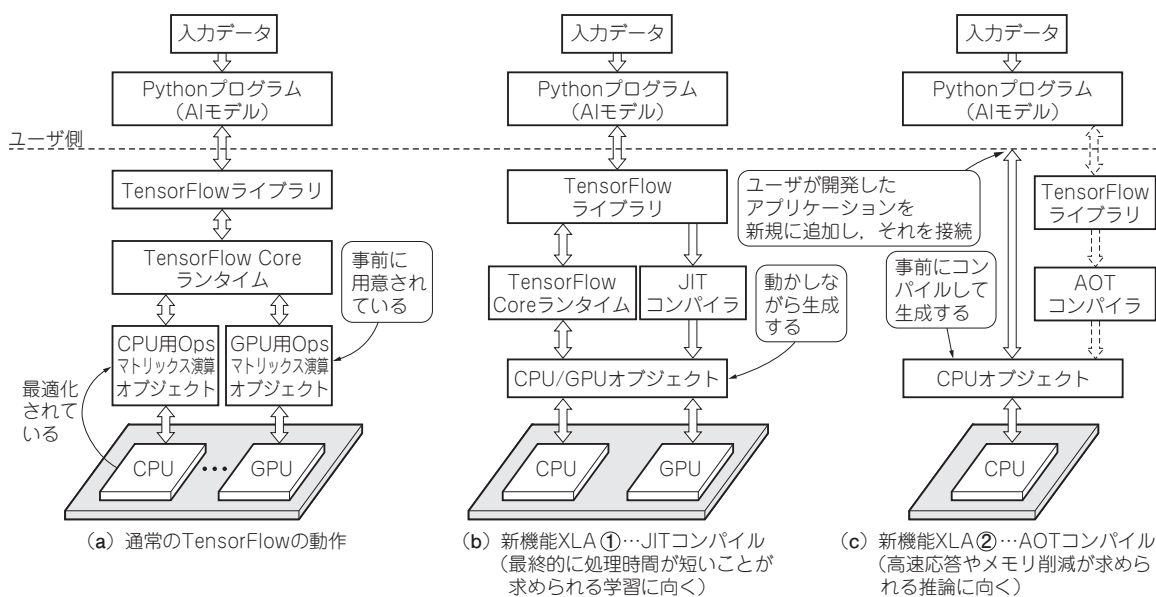 入力データ
Pythonプログラム
(AIモデル)
ユーザ側
TensorFlowライブラリ
TensorFlow Core
ランタイム
事前に
用意され
ている
CPU用Ops
マトリックス演算
オブジェクト
GPU用Ops
マトリックス演算
オブジェクト
最適化
されて
いる
CPU
…
GPU
(a) 通常のTensorFlowの動作
入力データ
Pythonプログラム
(AIモデル)
TensorFlow
ライブラリ
TensorFlow
Coreランタイム
JIT
コンパイラ
動かしな
がら生成
する
CPU/GPUオブジェクト
CPU
GPU
(b) 新機能XLA①…JITコンパイル
(最終的に処理時間が短いことが
求められる学習に向く)
入力データ
Pythonプログラム
(AIモデル)
ユーザが開発した
アプリケーションを
新規に追加し，それを接続
TensorFlow
ライブラリ
事前にコン
パイルして
生成する
AOT
コンパイラ
CPUオブジェクト
CPU
(c) 新機能XLA②…AOTコンパイル
(高速応答やメモリ削減が求めら
れる推論に向く)